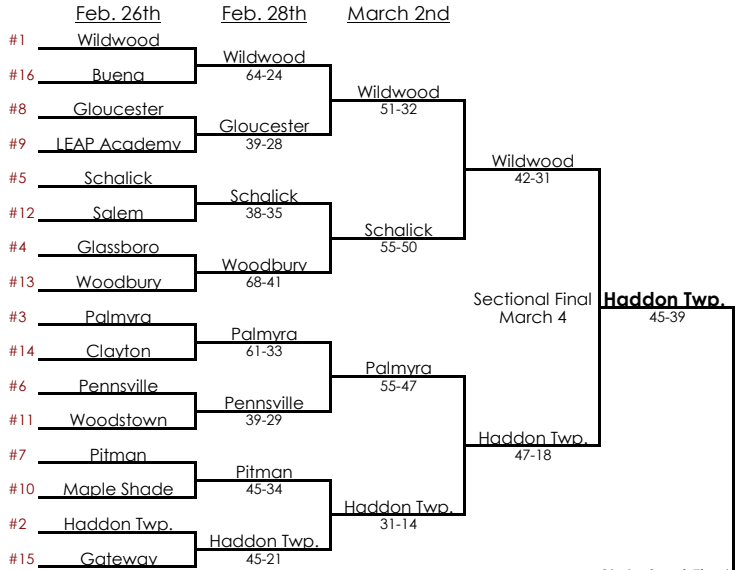 Feb. 26th Feb. 28th March 2nd
#1 Wildwood
Wildwood
#16 Buena
64-24
Wildwood
#8 Gloucester
51-32
Gloucester
#9 LEAP Academy
39-28
Wildwood
#5 Schalick
42-31
Schalick
#12 Salem
38-35
Schalick
#4 Glassboro
55-50
Woodbury
#13 Woodbury
68-41
Sectional Final Haddon Twp.
March 4 45-39
#3 Palmyra
Palmyra
#14 Clayton
61-33
Palmyra
#6 Pennsville
55-47
Pennsville
#11 Woodstown
39-29
Haddon Twp.
#7 Pitman
47-18
Pitman
#10 Maple Shade
45-34
Haddon Twp.
#2 Haddon Twp.
31-14
Haddon Twp.
#15 Gateway
45-21